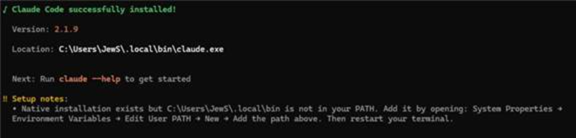 √ Claude Code successfully installed!
Version: 2.1.9
Location: C:\Users\JewS\.local\bin\claude.exe
Next: Run claude --help to get started
‼ Setup notes:
• Native installation exists but C:\Users\JewS\.local\bin is not in your PATH. Add it by opening: System Properties →
Environment Variables → Edit User PATH → New → Add the path above. Then restart your terminal.